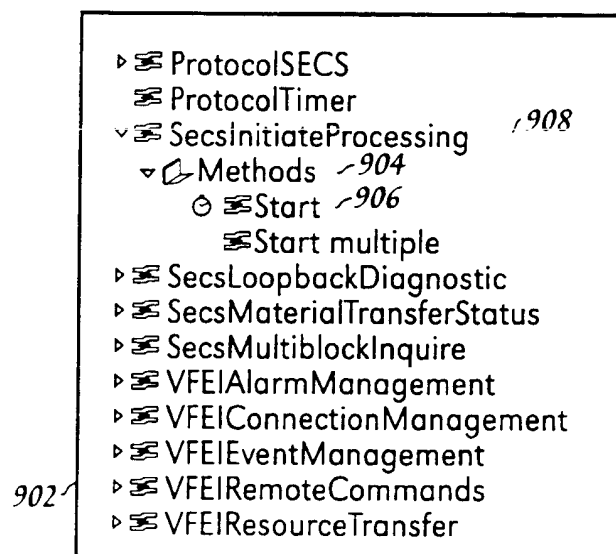 ProtocolSECS
ProtocolTimer
SecsInitiateProcessing 908
Methods 904
Start 906
Start multiple
SecsLoopbackDiagnostic
SecsMaterialTransferStatus
SecsMultiblockInquire
VFEIAlarmManagement
VFEIConnectionManagement
VFEIEventManagement
902 VFEIRemoteCommands
VFEIResourceTransfer